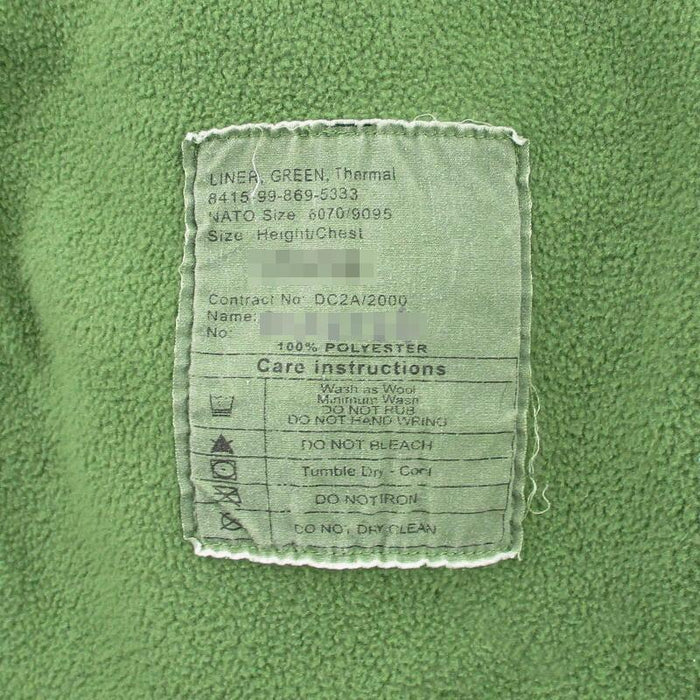 LINER, GREEN, Thermal
8415-99-869-5333
NATO Size 6070/9095
Size Height/Chest
Contract No DC2A/2000
Name:
No:
100% POLYESTER
Care instructions
Wash as Wool
Minimum Wash
DO NOT RUB
DO NOT HAND WRING
DO NOT BLEACH
Tumble Dry - Cool
DO NOT IRON
DO NOT DRY CLEAN